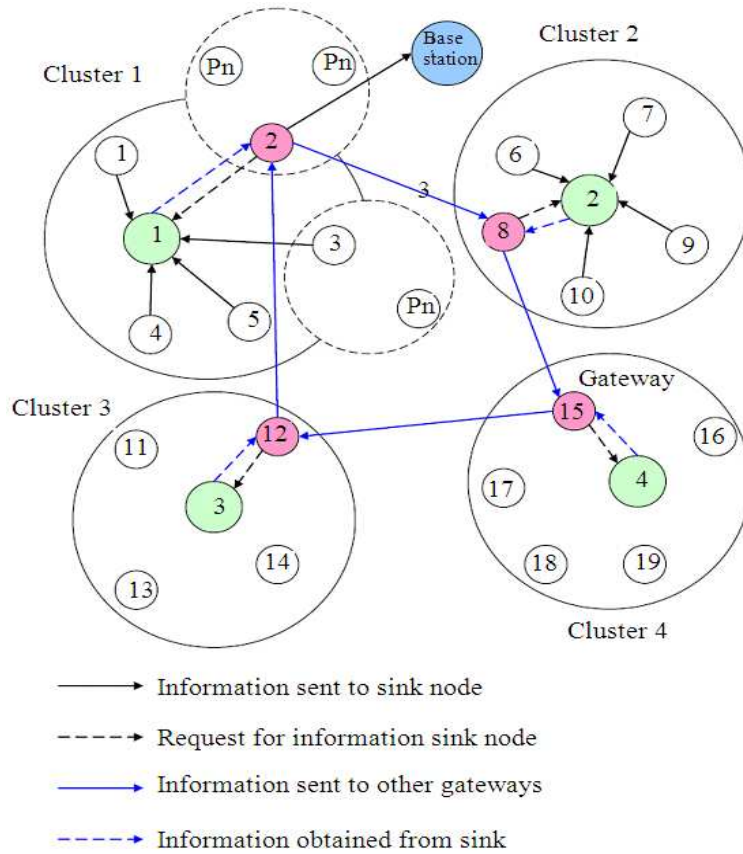 Base
station
Cluster 2
Pn
Pn
Cluster 1
7
2
1
6
2
3
8
1
3
9
10
Pn
4
5
Gateway
Cluster 3
15
12
16
11
4
17
3
14
18
19
13
Cluster 4
Information sent to sink node
Request for information sink node
Information sent to other gateways
Information obtained from sink